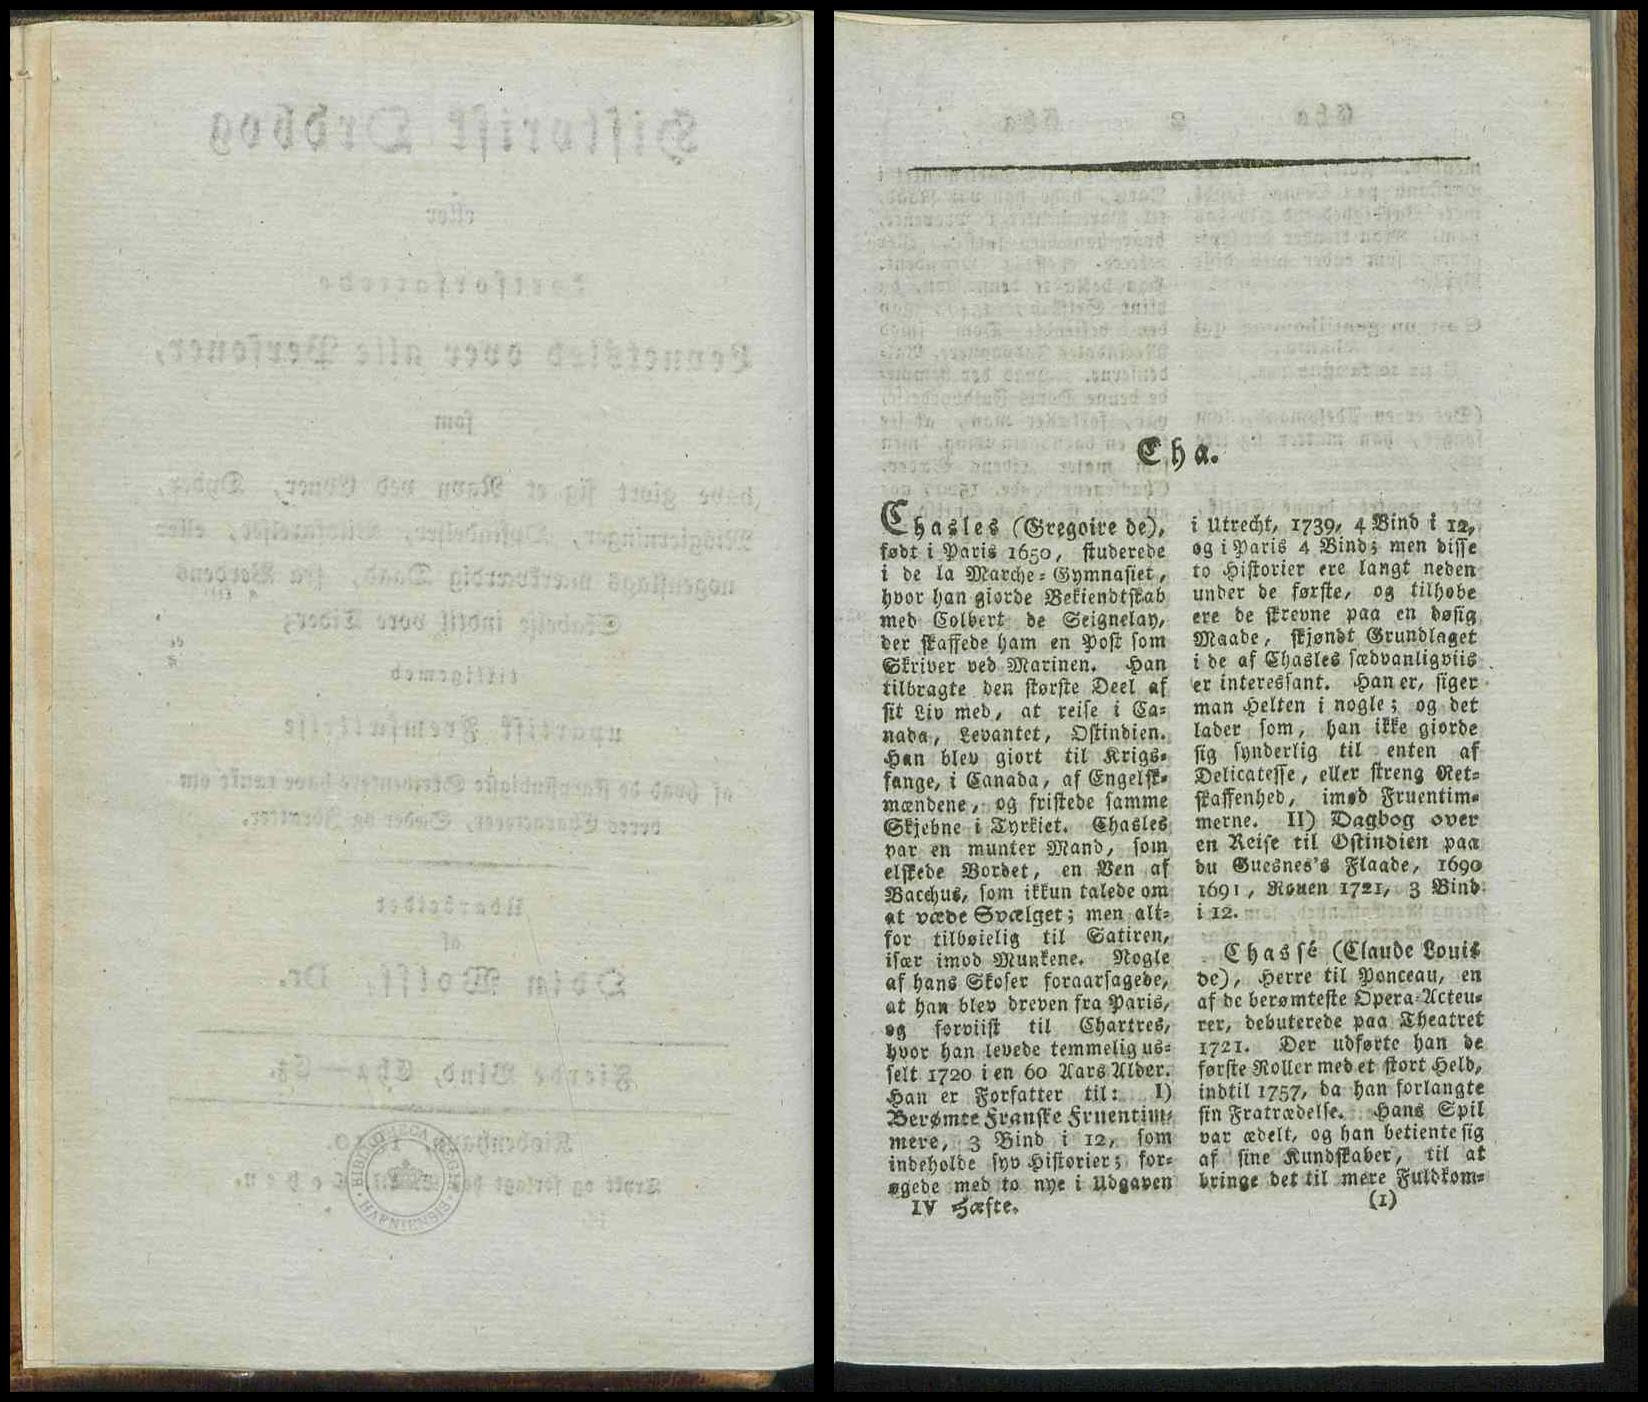 BIBLIOTHECA REGIA HAFNIENSIS
Cha.
Chasles (Gregoire de),
født i Paris 1650, studerede
i de la Marche-Gymnasiet,
hvor han giorde Bekiendtskab
med Colbert de Seignelay,
der skaffede ham en Post som
Skriver ved Marinen. Han
tilbragte den største Deel af
sit Liv med, at reise i Ca-
nada, Levantet, Ostindien.
Han blev giort til Krigs-
fange, i Canada, af Engelsk-
mændene, og fristede samme
Skjebne i Tyrkiet. Chasles
var en munter Mand, som
elskede Bordet, en Ven af
Bacchus, som ikkun talede om
at væde Svælget; men alt-
for tilbøielig til Satiren,
især imod Munkene. Nogle
af hans Skoser foraarsagede,
at han blev dreven fra Paris,
og forviist til Chartres,
hvor han levede temmelig us-
selt 1720 i en 60 Aars Alder.
Han er Forfatter til: I)
Berømte Franske Fruentim-
mere, 3 Bind i 12, som
indeholde syv Historier; for-
øgede med to nye i Udgaven
IV Hæfte.
i Utrecht, 1739, 4 Bind i 12,
og i Paris 4 Bind; men disse
to Historier ere langt neden
under de første, og tilhobe
ere de skrevne paa en døsig
Maade, skjøndt Grundlaget
i de af Chasles sædvanligviis
er interessant. Han er, siger
man Helten i nogle; og det
lader som, han ikke giorde
sig synderlig til enten af
Delicatesse, eller streng Ret-
skaffenhed, imod Fruentim-
merne. II) Dagbog over
en Reise til Ostindien paa
du Guesnes's Flaade, 1690
1691, Rouen 1721, 3 Bind
i 12.
Chassé (Claude Louis
de), Herre til Ponceau, en
af de berømteste Opera-Acteu-
rer, debuterede paa Theatret
1721. Der udførte han de
første Roller med et stort Held,
indtil 1757, da han forlangte
sin Fratrædelse. Hans Spil
var ædelt, og han betiente sig
af sine Kundskaber, til at
bringe det til mere Fuldkom-
(1)